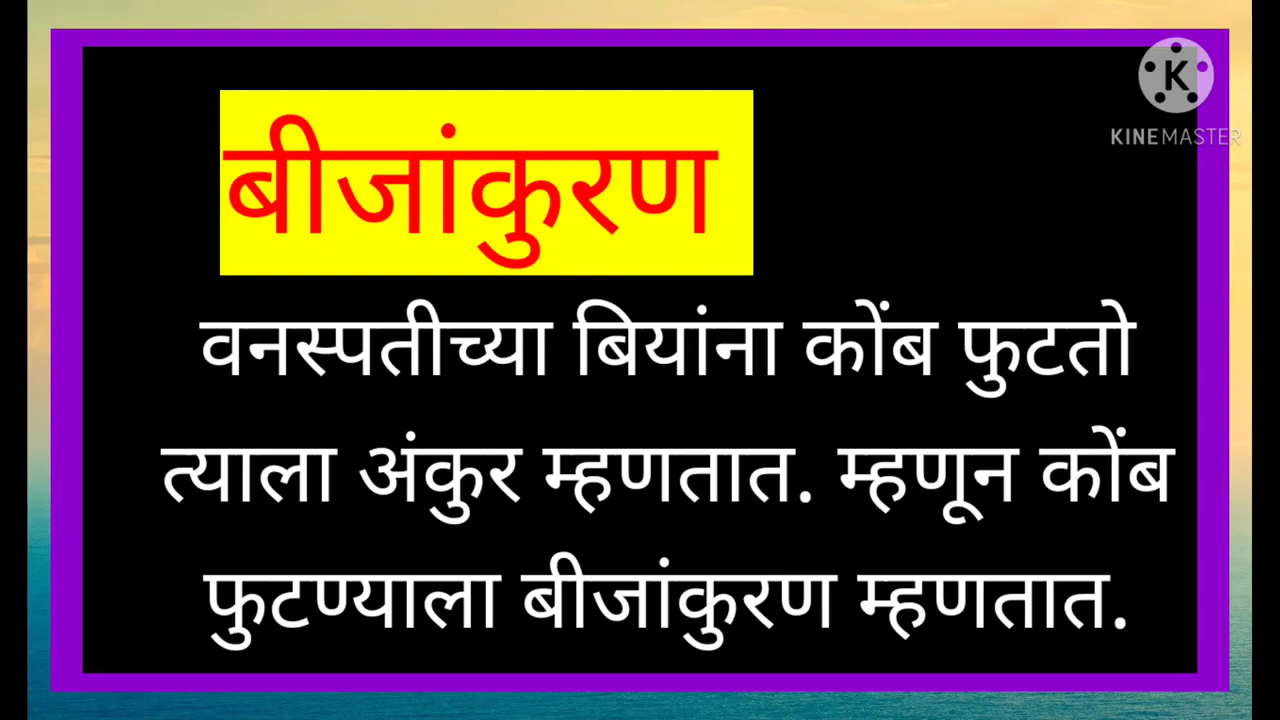 बीजांकुरण
K
KINEMASTER
वनस्पतीच्या बियांना कोंब फुटतो
त्याला अंकुर म्हणतात. म्हणून कोंब
फुटण्याला बीजांकुरण म्हणतात.